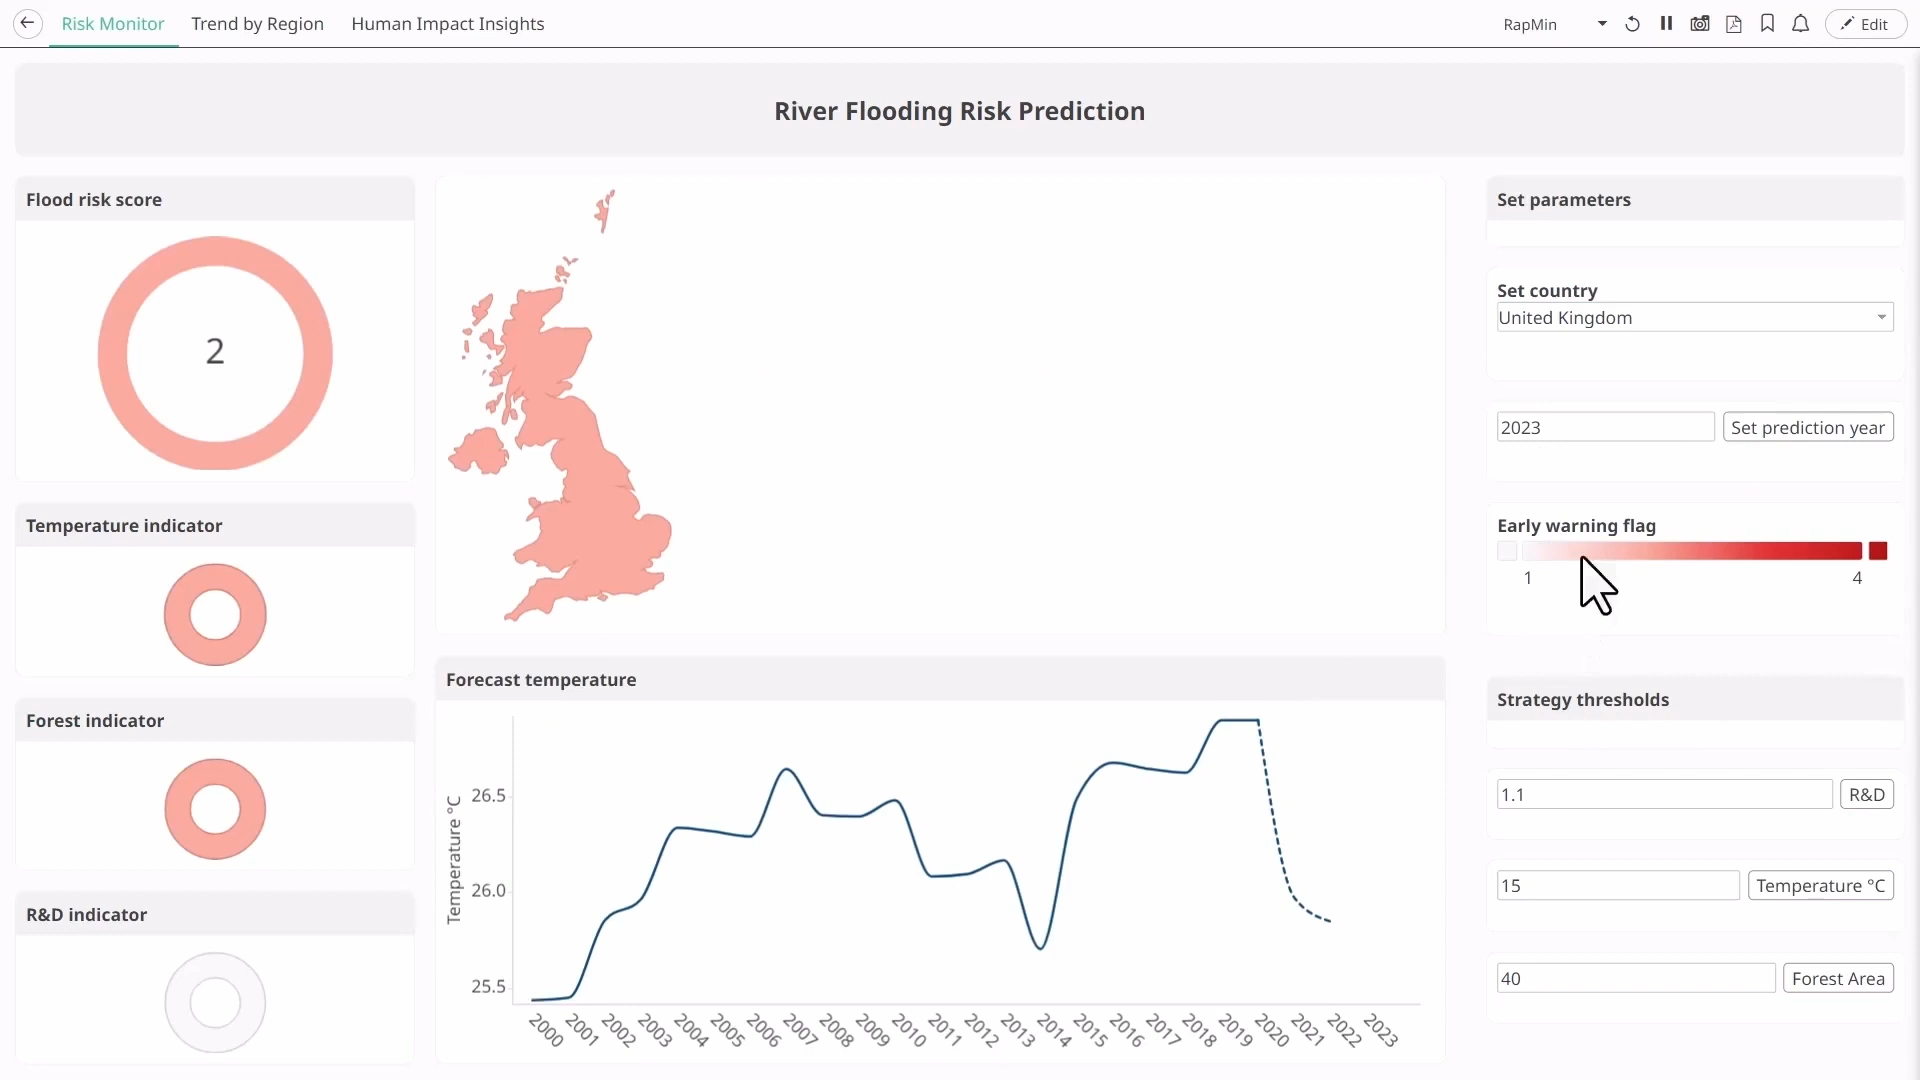 Risk Monitor
Trend by Region
Human Impact Insights
RapMin
Edit
River Flooding Risk Prediction
Flood risk score
2
Temperature indicator
Forest indicator
R&D indicator
Forecast temperature
Temperature °C
26.5
26.0
25.5
2000
2001
2002
2003
2004
2005
2006
2007
2008
2009
2010
2011
2012
2013
2014
2015
2016
2017
2018
2019
2020
2021
2022
2023
Set parameters
Set country
United Kingdom
2023
Set prediction year
Early warning flag
1
4
Strategy thresholds
1.1
R&D
15
Temperature °C
40
Forest Area